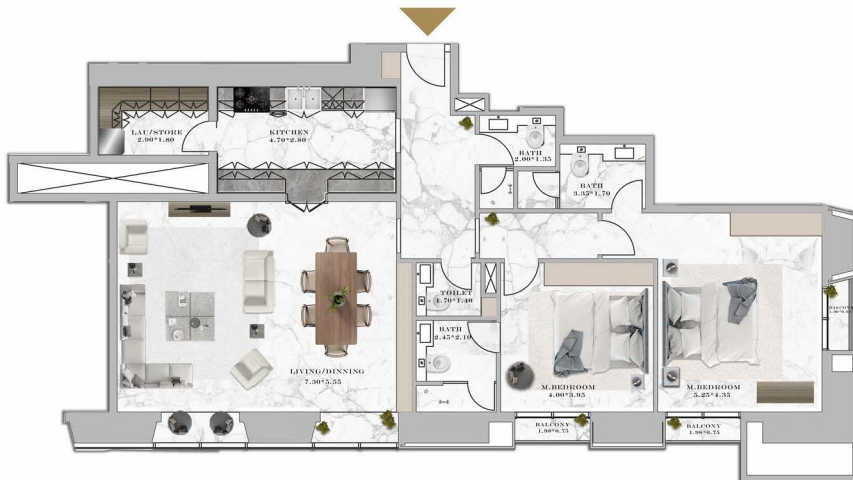 LAU/STORE
2.90*1.80
KITCHEN
4.70*2.80
BATH
2.00*1.35
BATH
3.35*1.70
TOILET
1.70*1.40
BATH
2.45*2.10
LIVING/DINNING
7.30*5.55
M.BEDROOM
4.00*3.95
M.BEDROOM
5.25*4.35
BALCONY
BALCONY
1.98*0.75
BALCONY
1.98*0.75